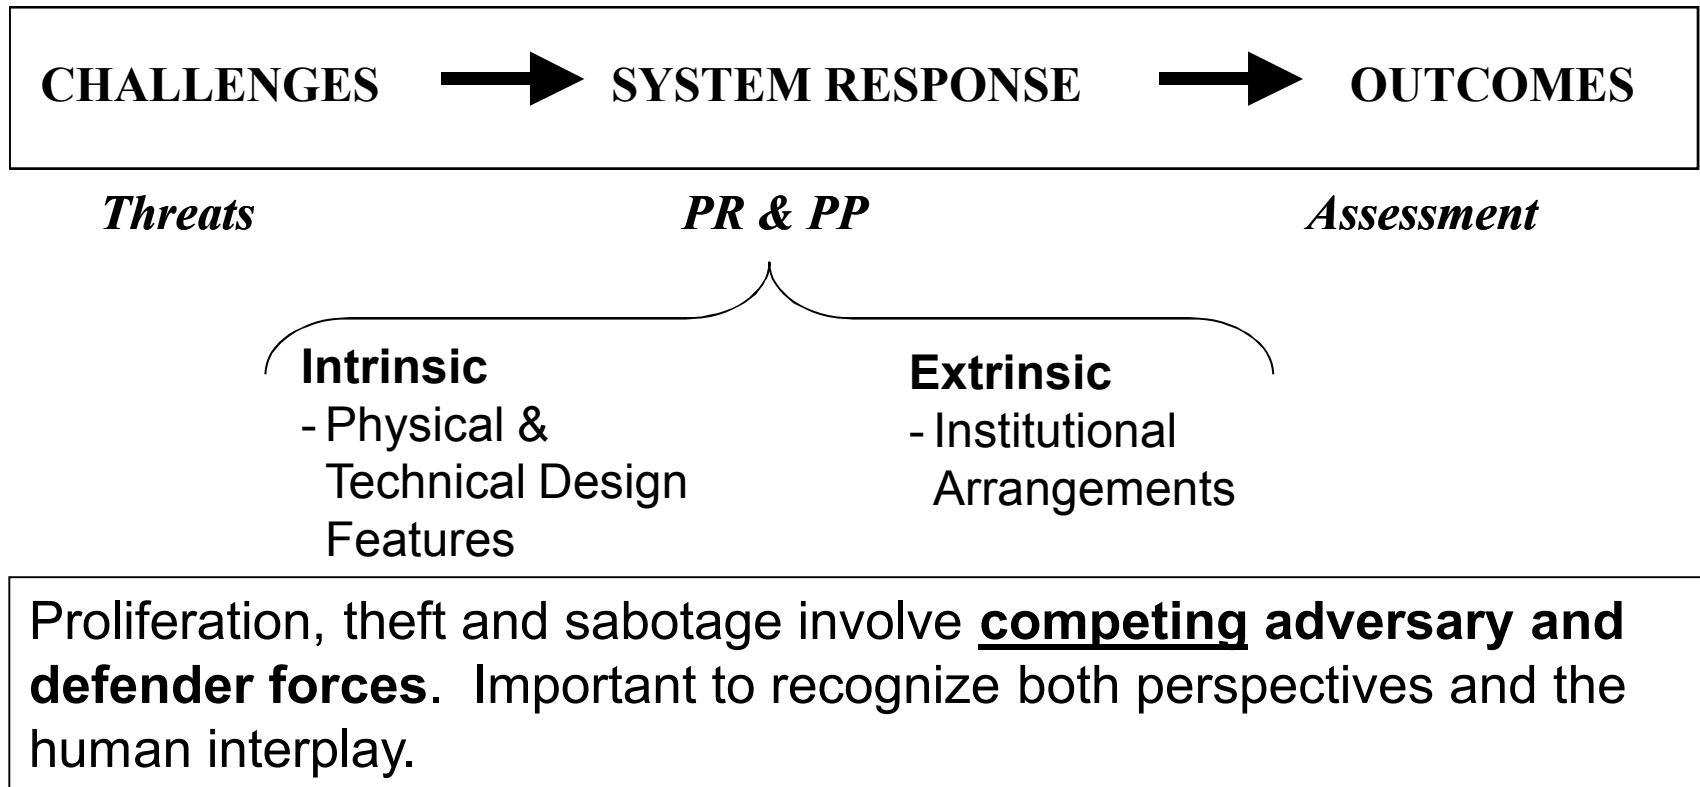 CHALLENGES SYSTEM RESPONSE OUTCOMES
Threats PR & PP Assessment
Intrinsic
- Physical &
Technical Design
Features
Extrinsic
- Institutional
Arrangements
Proliferation, theft and sabotage involve competing adversary and
defender forces. Important to recognize both perspectives and the
human interplay.